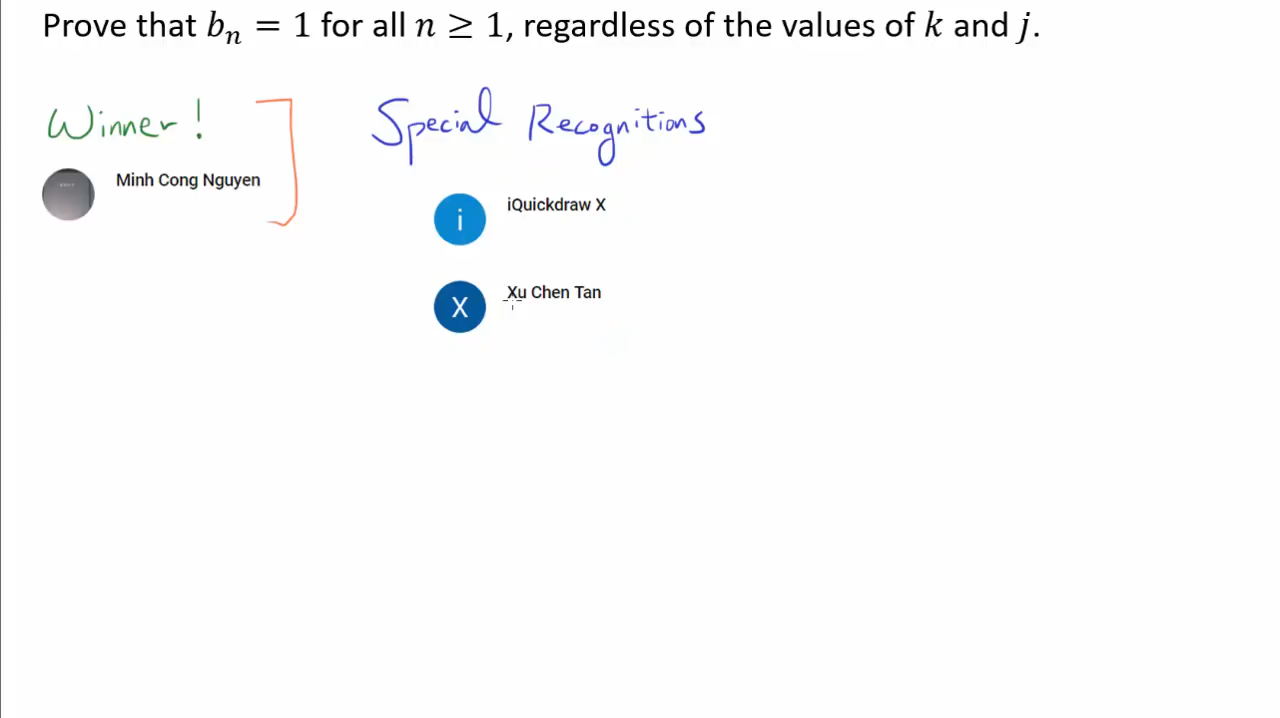 Prove that bₙ = 1 for all n ≥ 1, regardless of the values of k and j.
Winner!
Minh Cong Nguyen
Special Recognitions
i
iQuickdraw X
X
Xu Chen Tan